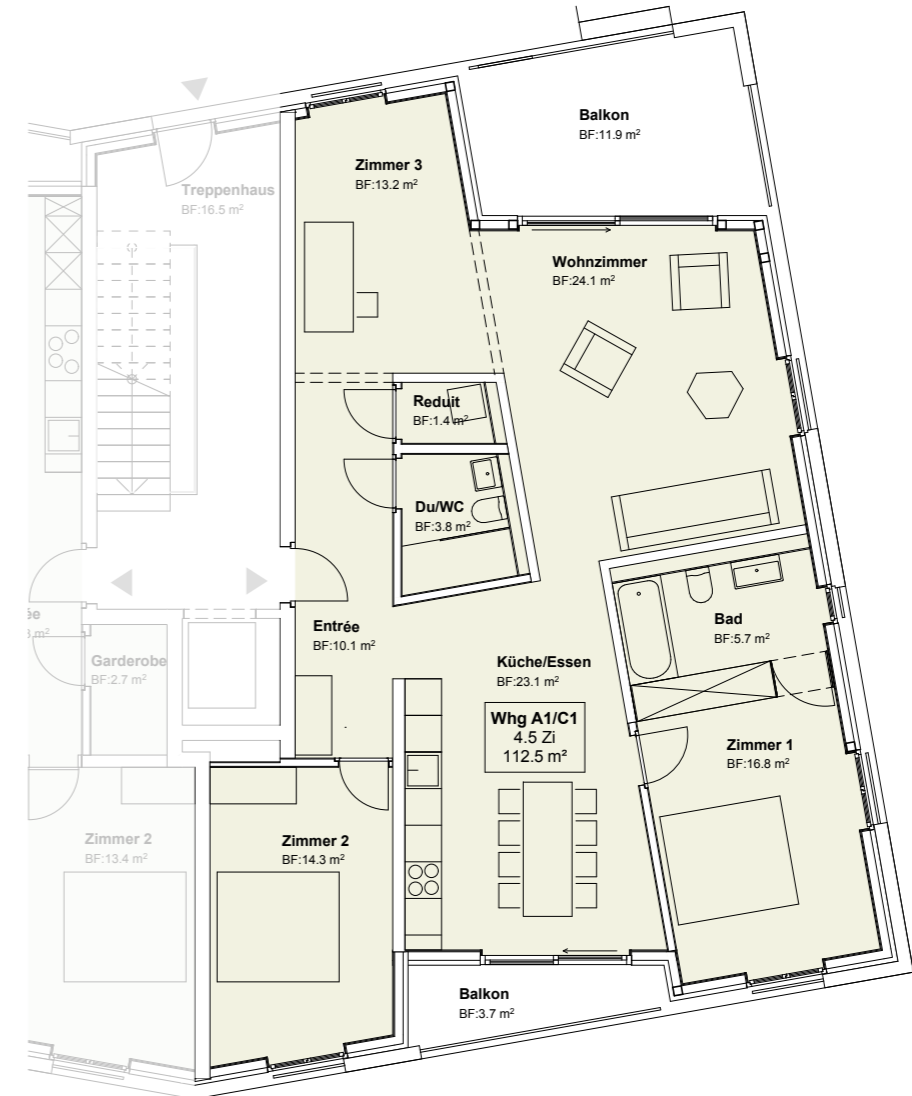 Balkon
BF:11.9 m²
Zimmer 3
BF:13.2 m²
Treppenhaus
BF:16.5 m²
Wohnzimmer
BF:24.1 m²
Reduit
BF:1.4 m²
Du/WC
BF:3.8 m²
Entrée
BF:10.1 m²
Bad
BF:5.7 m²
Garderobe
BF:2.7 m²
Küche/Essen
BF:23.1 m²
Whg A1/C1
4.5 Zi
112.5 m²
Zimmer 1
BF:16.8 m²
Zimmer 2
BF:13.4 m²
Zimmer 2
BF:14.3 m²
Balkon
BF:3.7 m²